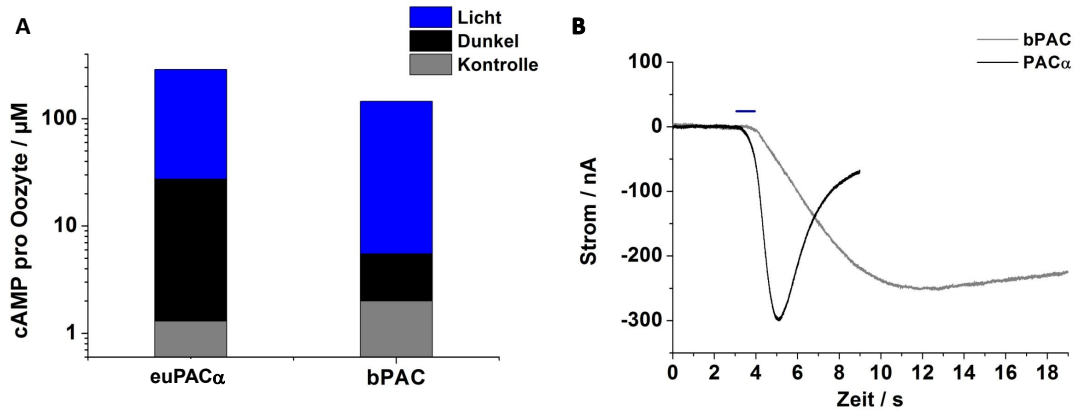 A
Licht
Dunkel
Kontrolle
cAMP pro Oozyte / µM
100
10
1
euPACα
bPAC
B
bPAC
PACα
Strom / nA
100
0
-100
-200
-300
0 2 4 6 8 10 12 14 16 18
Zeit / s